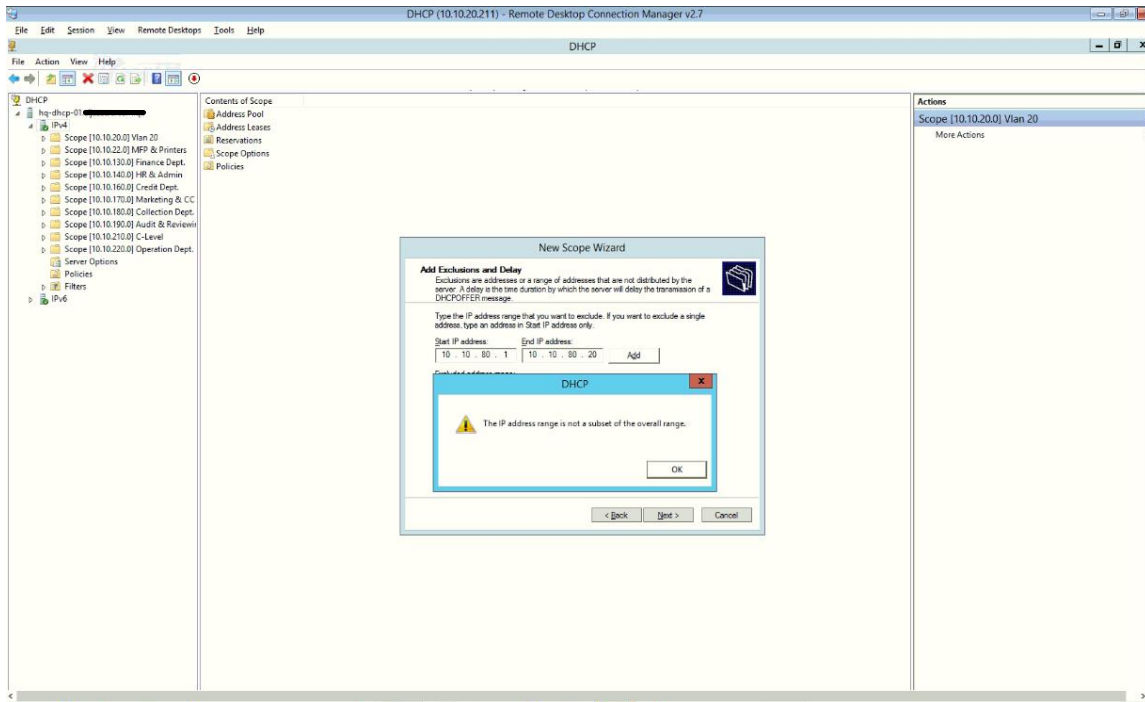 DHCP (10.10.20.211) - Remote Desktop Connection Manager v2.7
File Edit Session View Remote Desktops Tools Help
DHCP
File Action View Help
DHCP
hq-dhcp-01
IPv4
Scope [10.10.20.0] Vlan 20
Scope [10.10.22.0] MFP & Printers
Scope [10.10.130.0] Finance Dept.
Scope [10.10.140.0] HR & Admin
Scope [10.10.160.0] Credit Dept.
Scope [10.10.170.0] Marketing & CC
Scope [10.10.180.0] Collection Dept.
Scope [10.10.190.0] Audit & Reviewin
Scope [10.10.210.0] C-Level
Scope [10.10.220.0] Operation Dept.
Server Options
Policies
Filters
IPv6
Contents of Scope
Address Pool
Address Leases
Reservations
Scope Options
Policies
Actions
Scope [10.10.20.0] Vlan 20
More Actions
New Scope Wizard
Add Exclusions and Delay
Exclusions are addresses or a range of addresses that are not distributed by the
server. A delay is the time duration by which the server will delay the transmission of a
DHCPOFFER message.
Type the IP address range that you want to exclude. If you want to exclude a single
address, type an address in Start IP address only.
Start IP address: End IP address:
10 . 10 . 80 . 1 10 . 10 . 80 . 20 Add
DHCP
The IP address range is not a subset of the overall range.
OK
< Back Next > Cancel